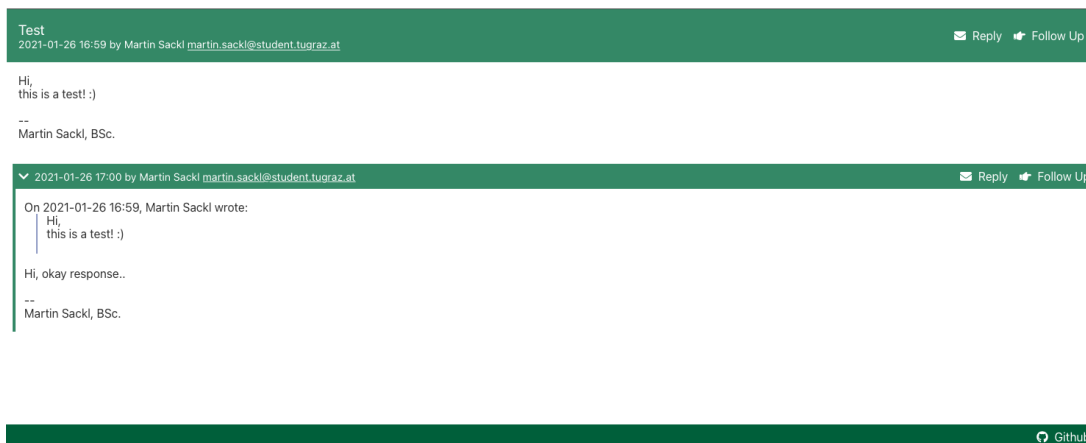 Test
2021-01-26 16:59 by Martin Sackl martin.sackl@student.tugraz.at
Reply Follow Up
Hi,
this is a test! :)
--
Martin Sackl, BSc.
2021-01-26 17:00 by Martin Sackl martin.sackl@student.tugraz.at
Reply Follow Up
On 2021-01-26 16:59, Martin Sackl wrote:
Hi,
this is a test! :)
Hi, okay response..
--
Martin Sackl, BSc.
Github